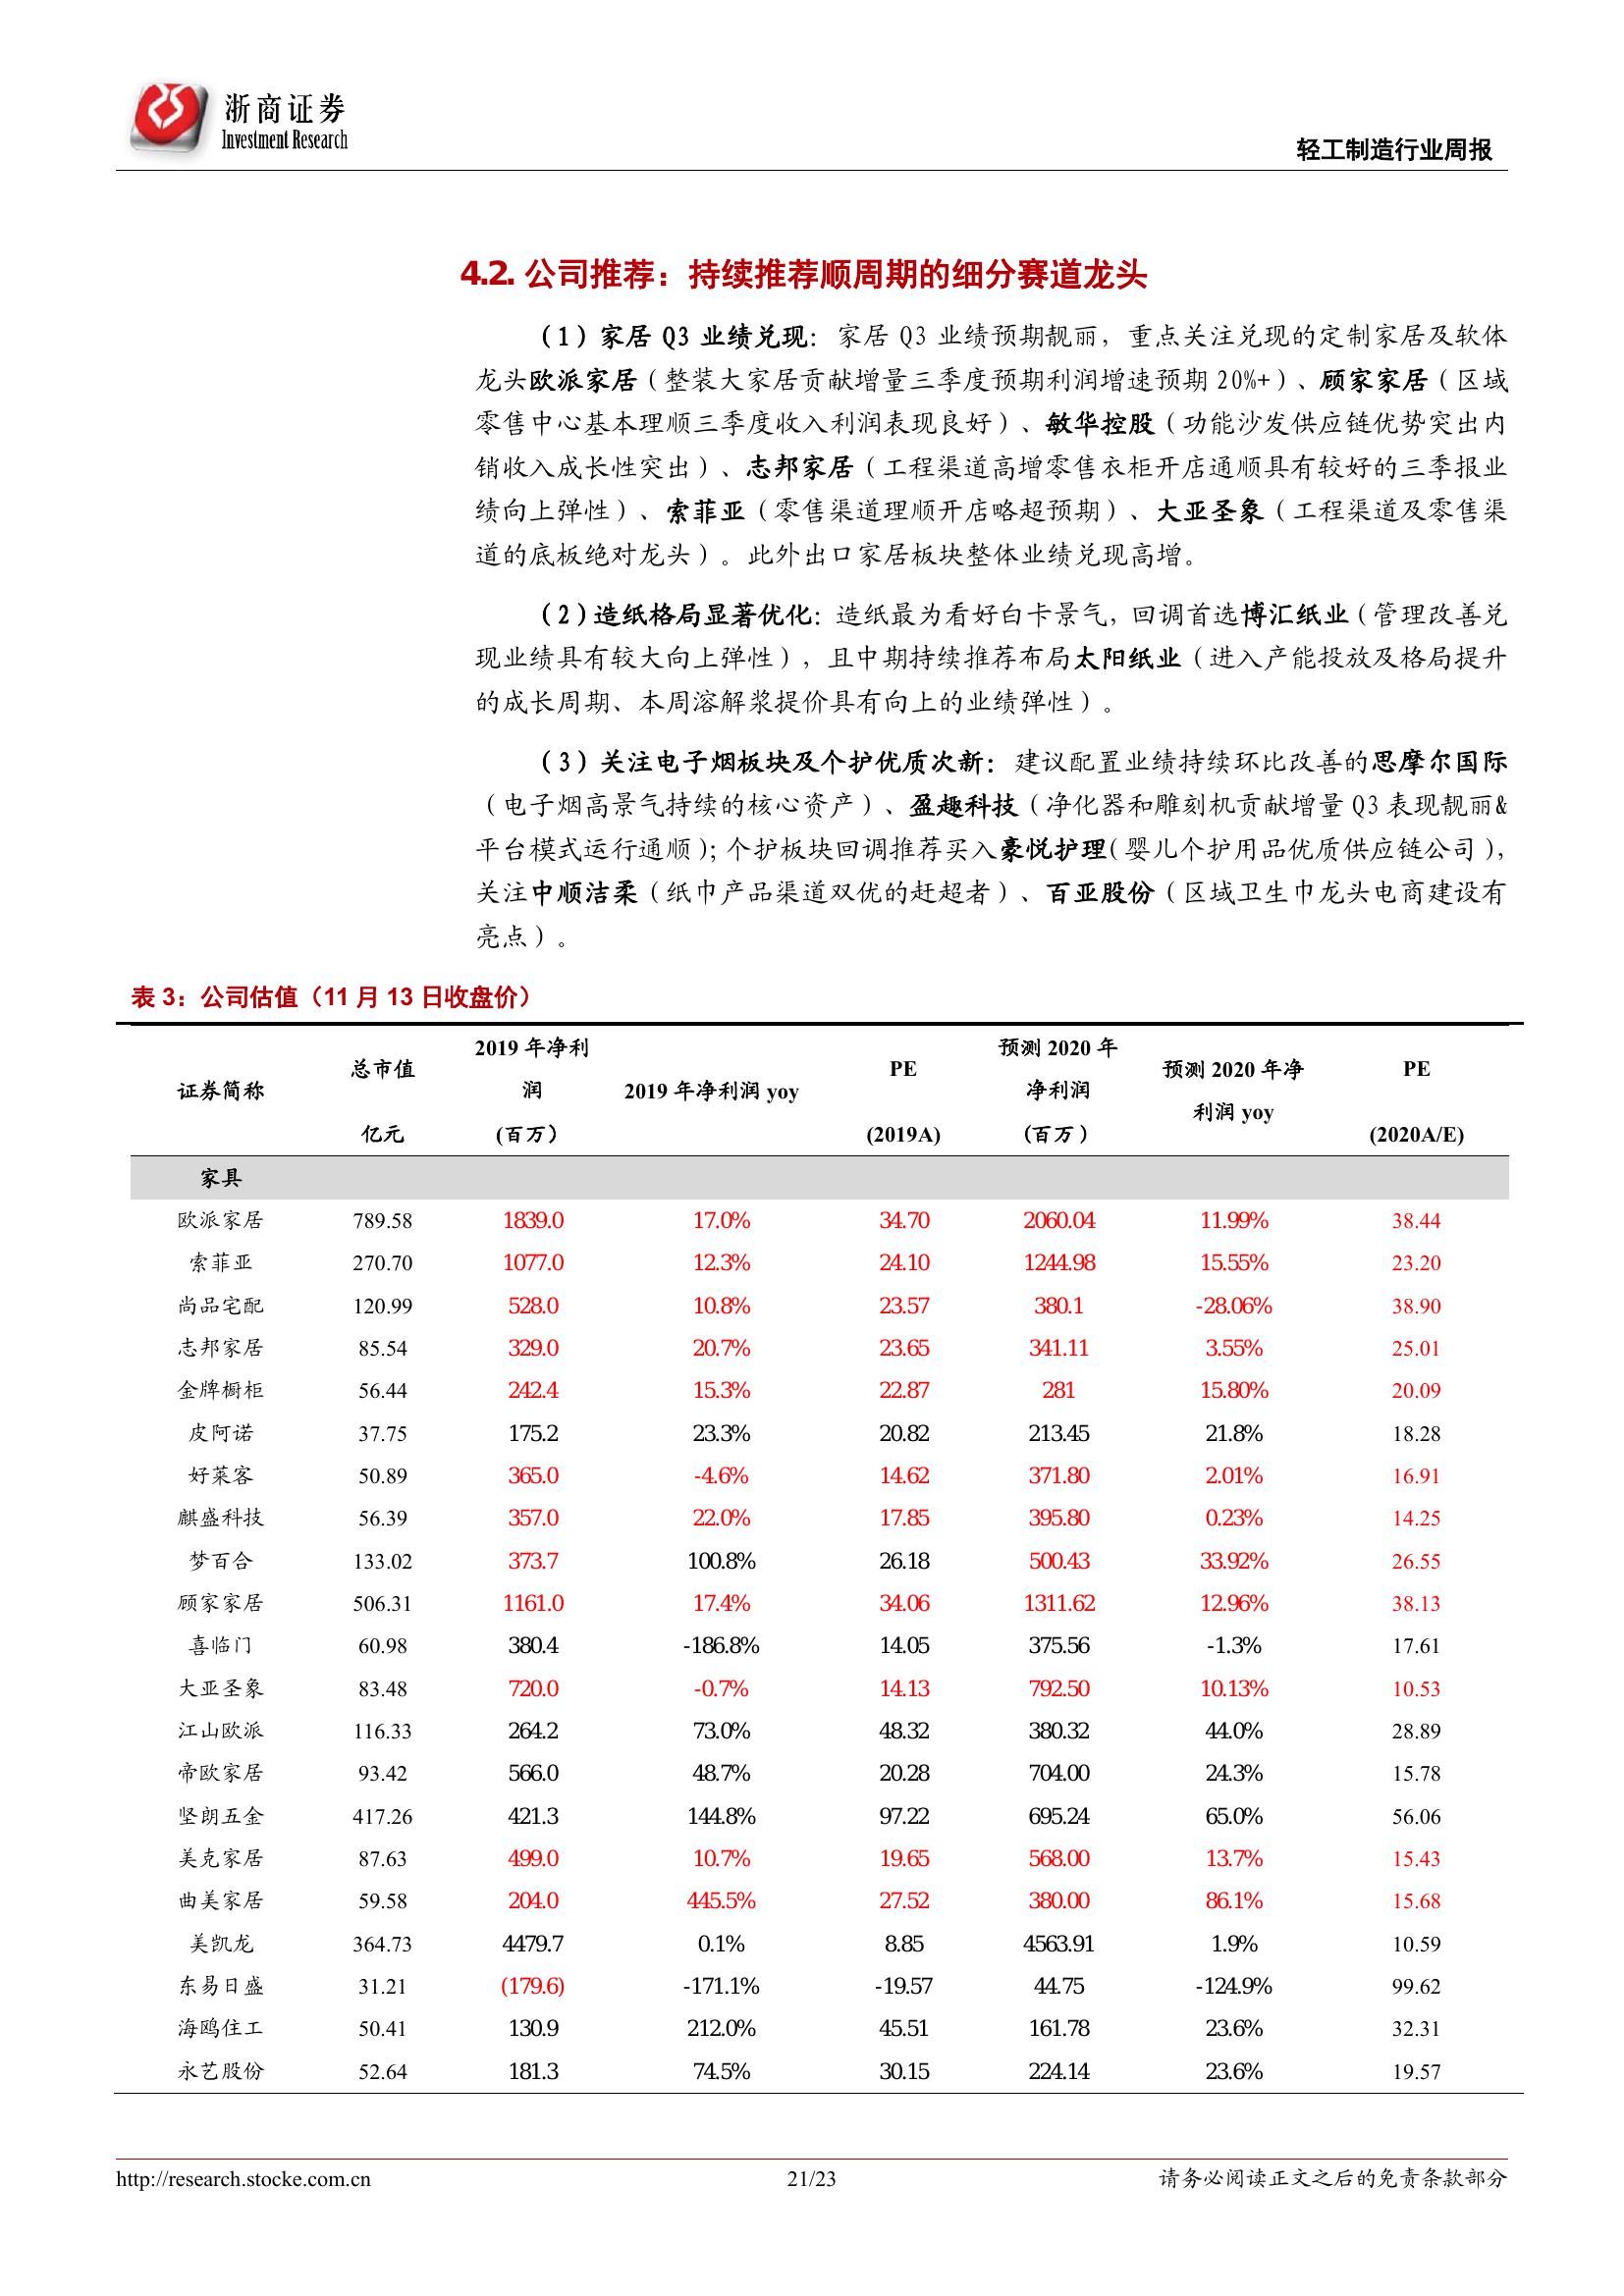 浙商证券
Investment Research
轻工制造行业周报
4.2. 公司推荐：持续推荐顺周期的细分赛道龙头
（1）家居 Q3 业绩兑现：家居 Q3 业绩预期靓丽，重点关注兑现的定制家居及软体
龙头欧派家居（整装大家居贡献增量三季度预期利润增速预期 20%+）、顾家家居（区域
零售中心基本理顺三季度收入利润表现良好）、敏华控股（功能沙发供应链优势突出内
销收入成长性突出）、志邦家居（工程渠道高增零售衣柜开店通顺具有较好的三季报业
绩向上弹性）、索菲亚（零售渠道理顺开店略超预期）、大亚圣象（工程渠道及零售渠
道的底板绝对龙头）。此外出口家居板块整体业绩兑现高增。
（2）造纸格局显著优化：造纸最为看好白卡景气，回调首选博汇纸业（管理改善兑
现业绩具有较大向上弹性），且中期持续推荐布局太阳纸业（进入产能投放及格局提升
的成长周期、本周溶解浆提价具有向上的业绩弹性）。
（3）关注电子烟板块及个护优质次新：建议配置业绩持续环比改善的思摩尔国际
（电子烟高景气持续的核心资产）、盈趣科技（净化器和雕刻机贡献增量 Q3 表现靓丽&
平台模式运行通顺）；个护板块回调推荐买入豪悦护理（婴儿个护用品优质供应链公司），
关注中顺洁柔（纸巾产品渠道双优的赶超者）、百亚股份（区域卫生巾龙头电商建设有
亮点）。
表 3：公司估值（11 月 13 日收盘价）
证券简称 总市值 亿元 2019 年净利润 (百万） 2019 年净利润 yoy PE (2019A) 预测 2020 年净利润 (百万 ) 预测 2020 年净利润 yoy PE (2020A/E)
家具
欧派家居 789.58 1839.0 17.0% 34.70 2060.04 11.99% 38.44
索菲亚 270.70 1077.0 12.3% 24.10 1244.98 15.55% 23.20
尚品宅配 120.99 528.0 10.8% 23.57 380.1 -28.06% 38.90
志邦家居 85.54 329.0 20.7% 23.65 341.11 3.55% 25.01
金牌橱柜 56.44 242.4 15.3% 22.87 281 15.80% 20.09
皮阿诺 37.75 175.2 23.3% 20.82 213.45 21.8% 18.28
好莱客 50.89 365.0 -4.6% 14.62 371.80 2.01% 16.91
麒盛科技 56.39 357.0 22.0% 17.85 395.80 0.23% 14.25
梦百合 133.02 373.7 100.8% 26.18 500.43 33.92% 26.55
顾家家居 506.31 1161.0 17.4% 34.06 1311.62 12.96% 38.13
喜临门 60.98 380.4 -186.8% 14.05 375.56 -1.3% 17.61
大亚圣象 83.48 720.0 -0.7% 14.13 792.50 10.13% 10.53
江山欧派 116.33 264.2 73.0% 48.32 380.32 44.0% 28.89
帝欧家居 93.42 566.0 48.7% 20.28 704.00 24.3% 15.78
坚朗五金 417.26 421.3 144.8% 97.22 695.24 65.0% 56.06
美克家居 87.63 499.0 10.7% 19.65 568.00 13.7% 15.43
曲美家居 59.58 204.0 445.5% 27.52 380.00 86.1% 15.68
美凯龙 364.73 4479.7 0.1% 8.85 4563.91 1.9% 10.59
东易日盛 31.21 (179.6) -171.1% -19.57 44.75 -124.9% 99.62
海鸥住工 50.41 130.9 212.0% 45.51 161.78 23.6% 32.31
永艺股份 52.64 181.3 74.5% 30.15 224.14 23.6% 19.57
http://research.stocke.com.cn 21/23 请务必阅读正文之后的免责条款部分